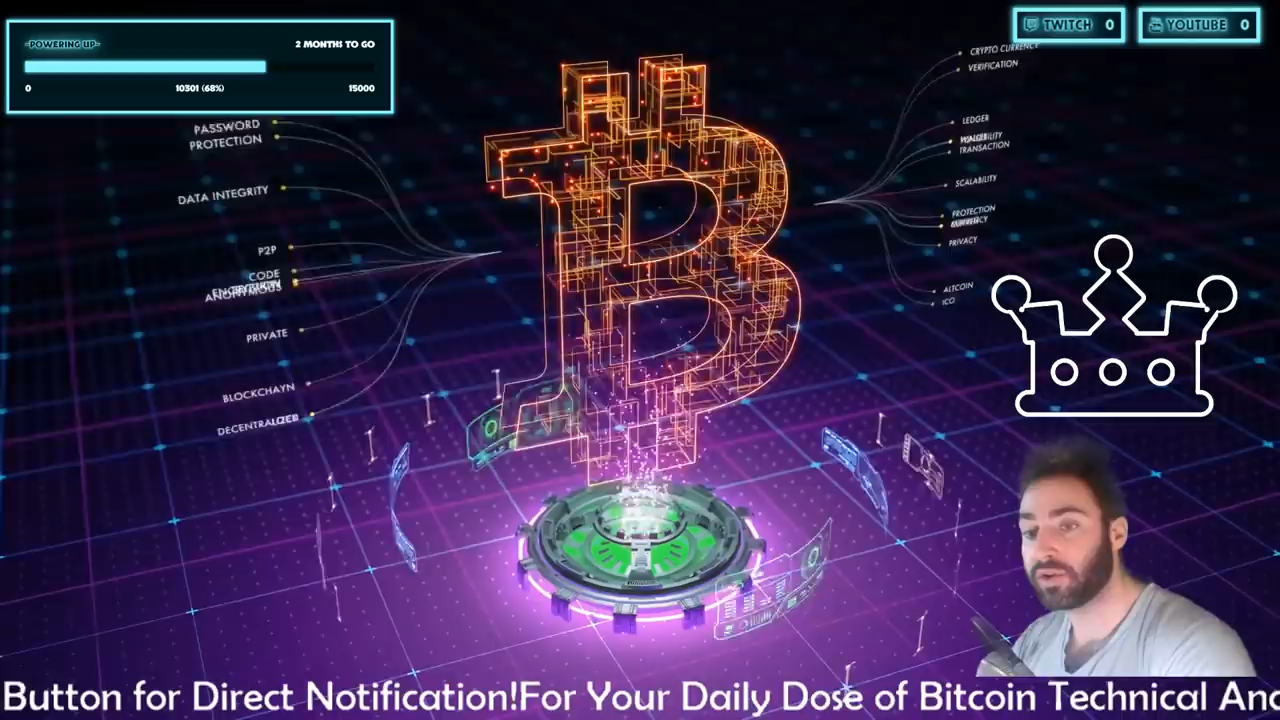 -POWERING UP-
2 MONTHS TO GO
0
10301 (68%)
15000
TWITCH 0
YOUTUBE 0
PASSWORD
PROTECTION
DATA INTEGRITY
P2P
CODE
ANONYMOUS
PRIVATE
BLOCKCHAYN
CRYPTO CURRENCY
VERIFICATION
LEDGER
TRANSACTION
SCALABILITY
PROTECTION
PRIVACY
ALTCOIN
ICO
Button for Direct Notification!For Your Daily Dose of Bitcoin Technical Ana